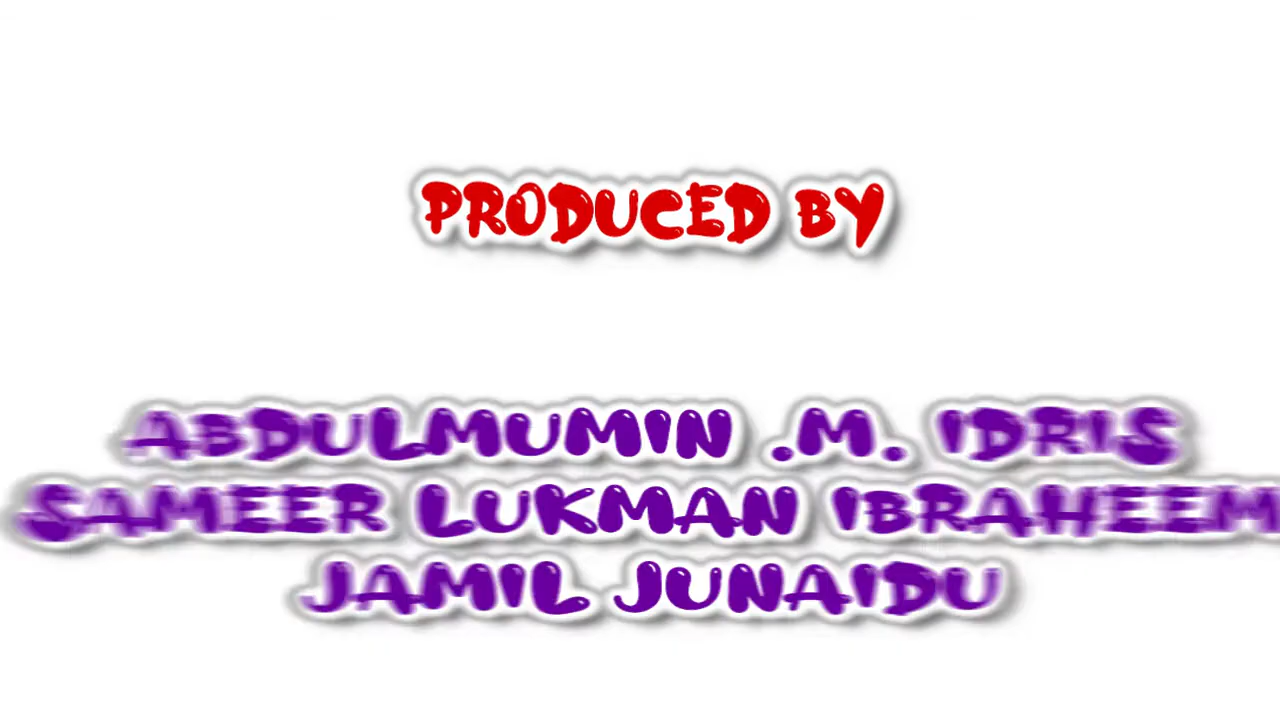 PRODUCED BY
ABDULMUMIN .M. IDRIS
SAMEER LUKMAN IBRAHEEM
JAMIL JUNAIDU